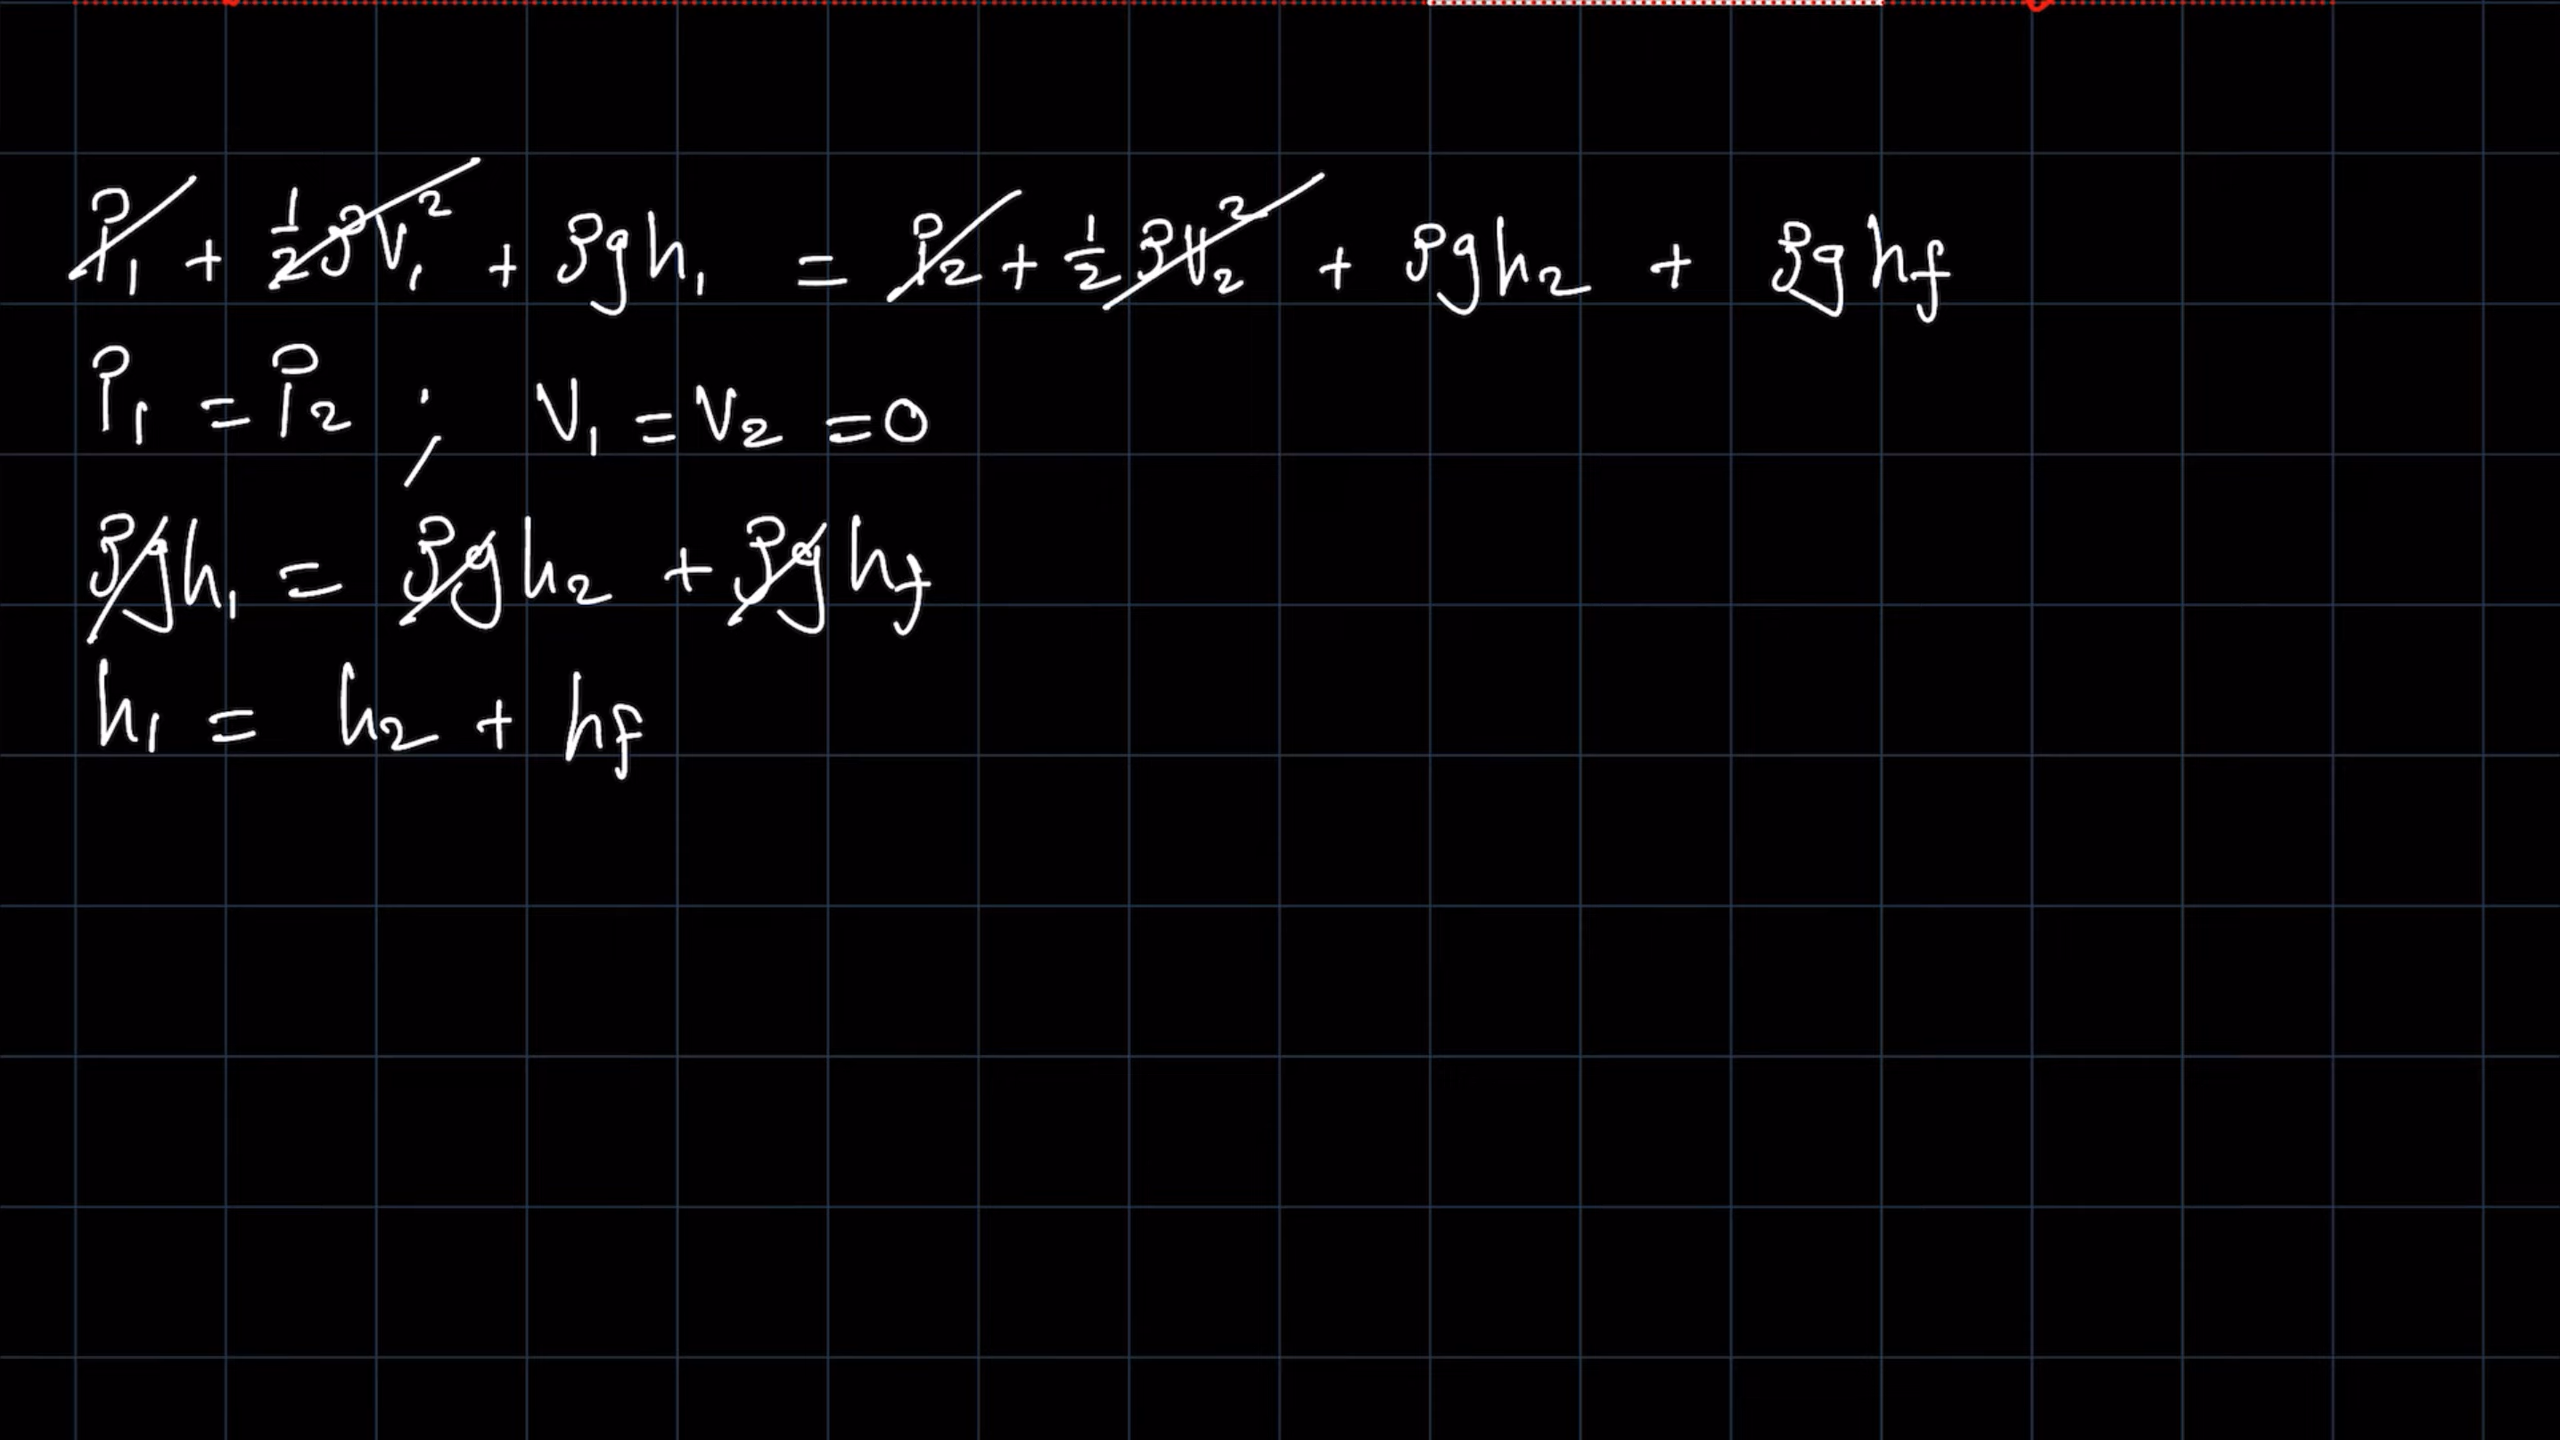 P₁ + ½ρV₁² + ρgh₁ = P₂ + ½ρV₂² + ρgh₂ + ρghf
P₁ = P₂ ; V₁ = V₂ = 0
ρgh₁ = ρgh₂ + ρghf
h₁ = h₂ + hf